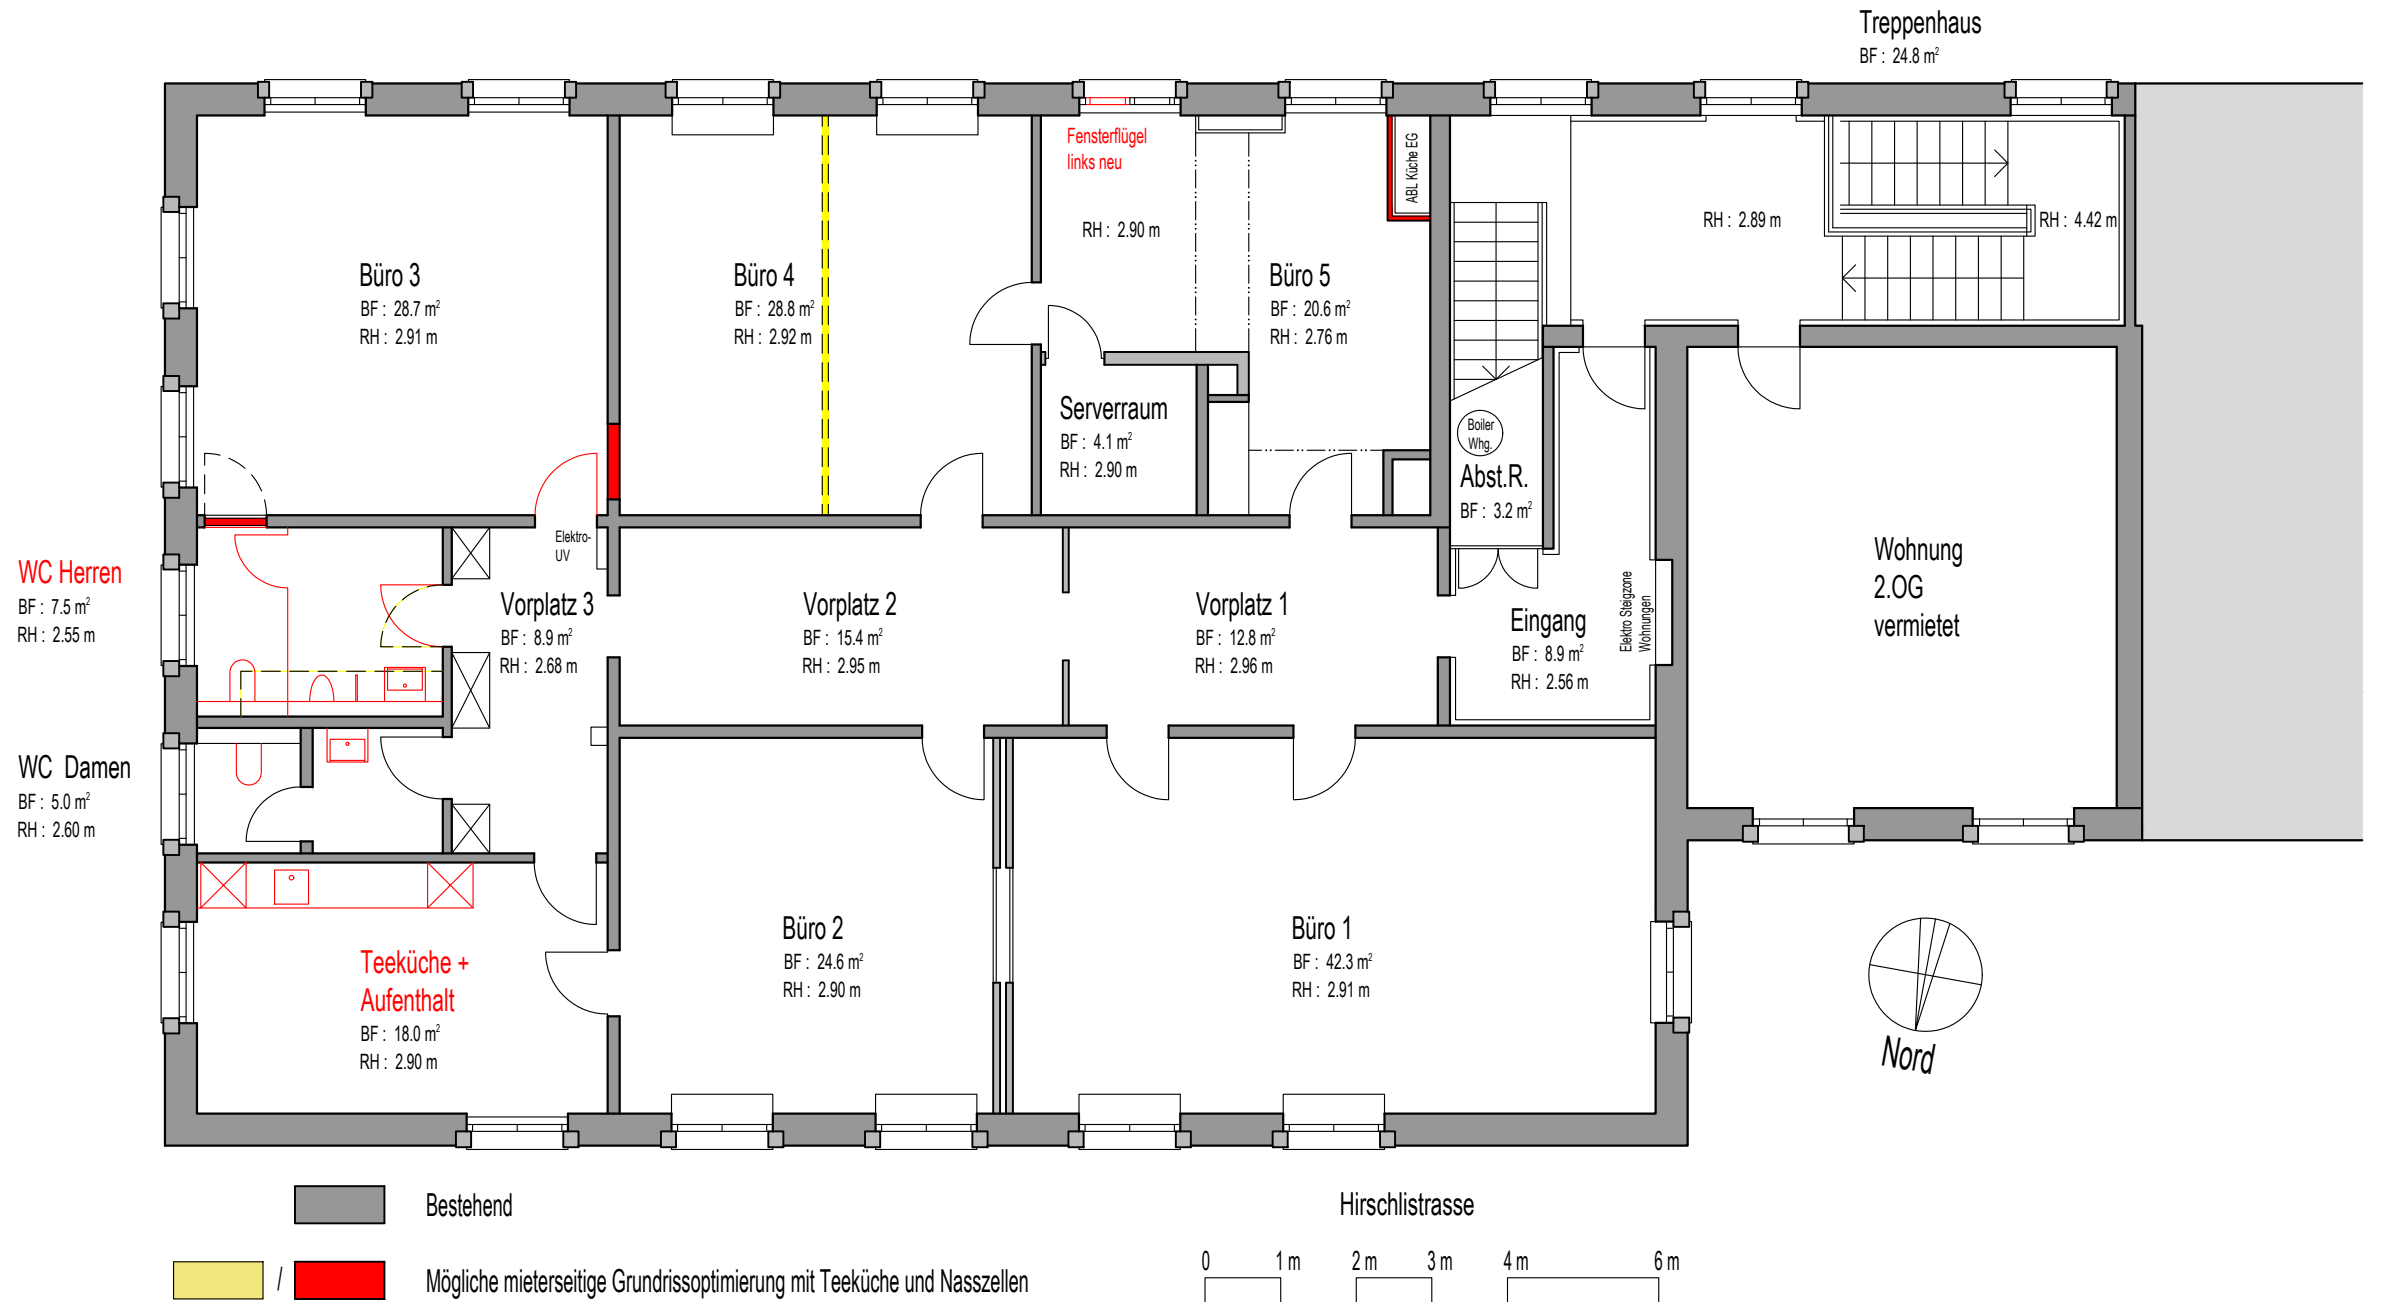 Treppenhaus
BF : 24.8 m²
Fensterflügel
links neu
ABL Küche EG
RH : 2.90 m
RH : 2.89 m
RH : 4.42 m
Büro 3
BF : 28.7 m²
RH : 2.91 m
Büro 4
BF : 28.8 m²
RH : 2.92 m
Büro 5
BF : 20.6 m²
RH : 2.76 m
Serverraum
BF : 4.1 m²
RH : 2.90 m
Boiler
Whg.
Abst.R.
BF : 3.2 m²
Elektro-
UV
WC Herren
BF : 7.5 m²
RH : 2.55 m
Vorplatz 3
BF : 8.9 m²
RH : 2.68 m
Vorplatz 2
BF : 15.4 m²
RH : 2.95 m
Vorplatz 1
BF : 12.8 m²
RH : 2.96 m
Eingang
BF : 8.9 m²
RH : 2.56 m
Elektro Steigzone
Wohnungen
Wohnung
2.OG
vermietet
WC Damen
BF : 5.0 m²
RH : 2.60 m
Teeküche +
Aufenthalt
BF : 18.0 m²
RH : 2.90 m
Büro 2
BF : 24.6 m²
RH : 2.90 m
Büro 1
BF : 42.3 m²
RH : 2.91 m
Nord
Bestehend
Hirschlistrasse
/ Mögliche mieterseitige Grundrissoptimierung mit Teeküche und Nasszellen
0 1 m 2 m 3 m 4 m 6 m